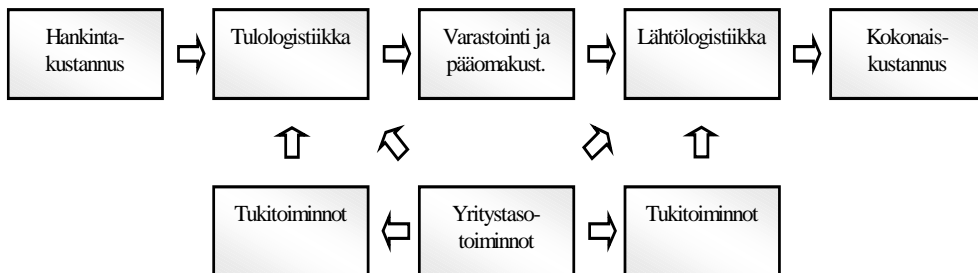 Hankinta-
kustannus
Tulologistiikka
Varastointi ja
pääomakust.
Lähtölogistiikka
Kokonais-
kustannus
Tukitoiminnot
Yritystaso-
toiminnot
Tukitoiminnot